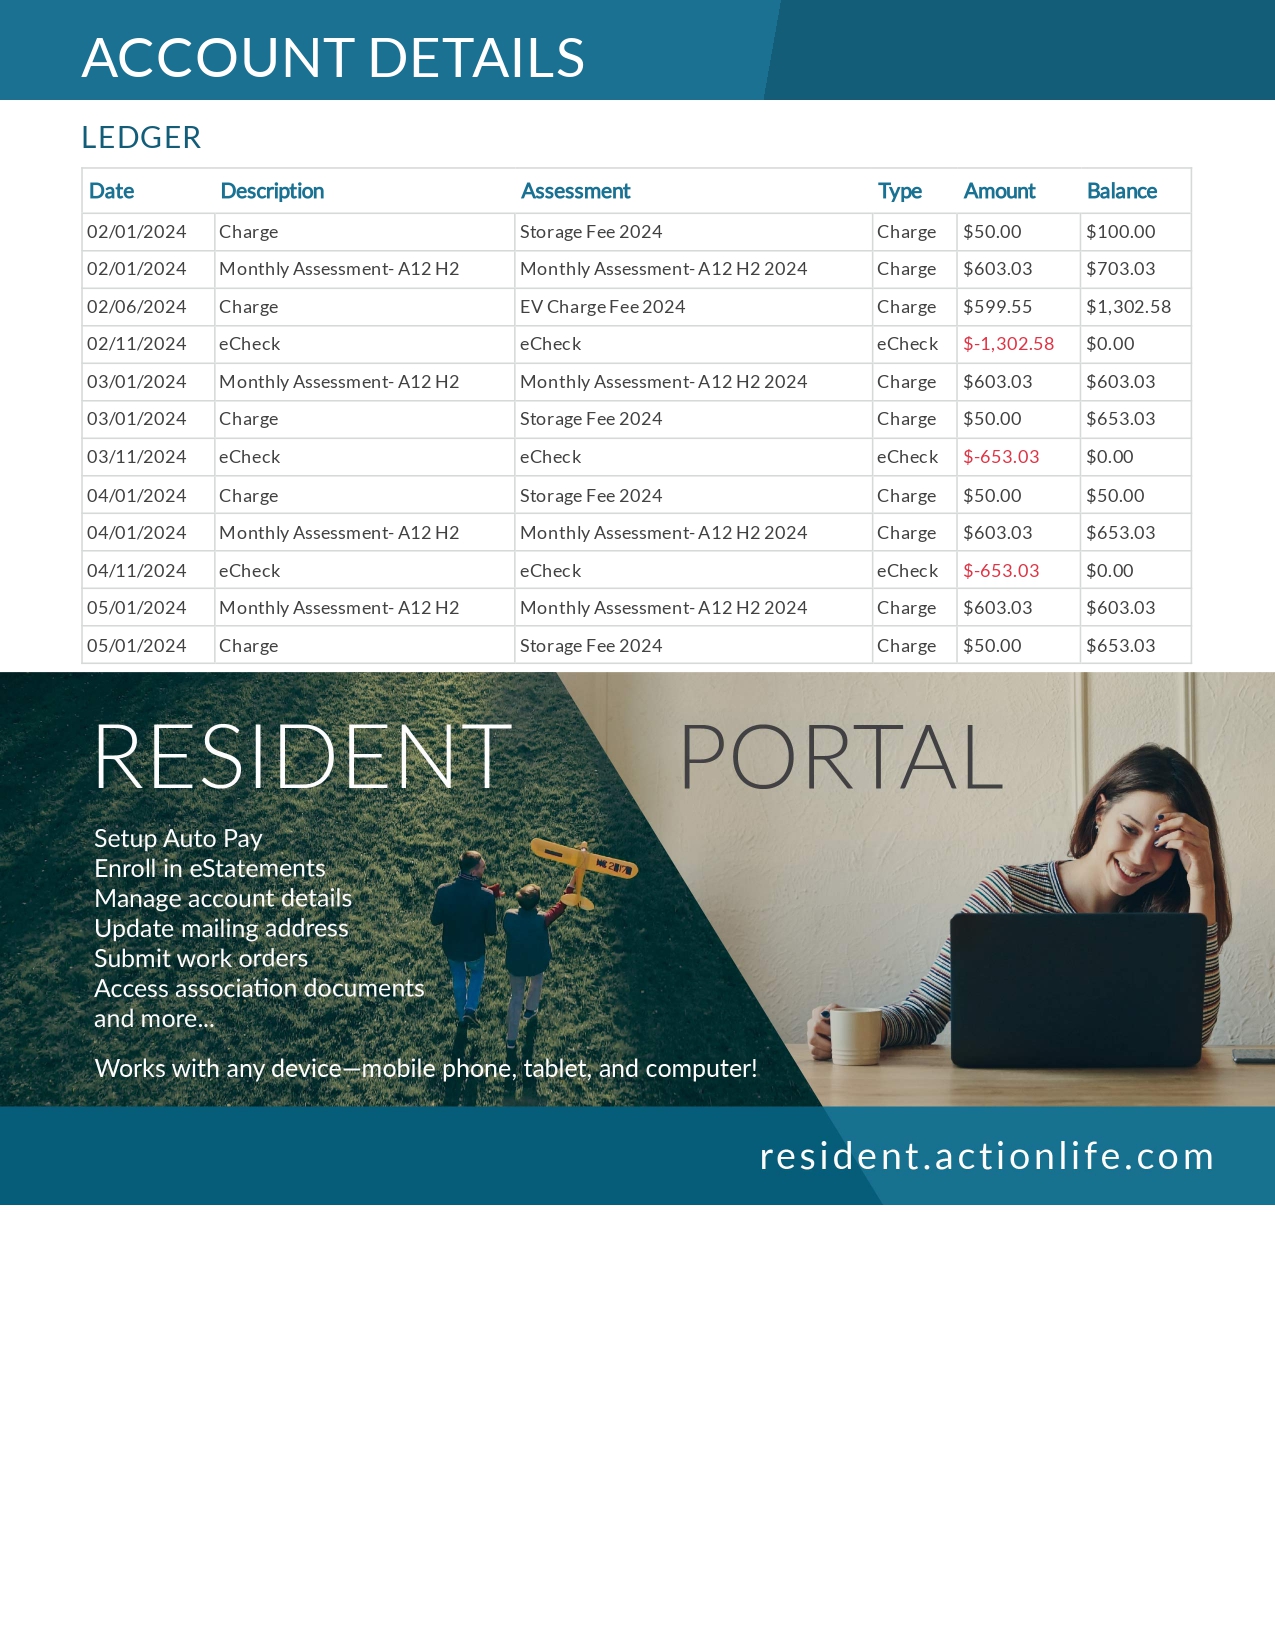 ACCOUNT DETAILS
LEDGER
Date Description Assessment Type Amount Balance
02/01/2024 Charge Storage Fee 2024 Charge $50.00 $100.00
02/01/2024 Monthly Assessment- A12 H2 Monthly Assessment- A12 H2 2024 Charge $603.03 $703.03
02/06/2024 Charge EV Charge Fee 2024 Charge $599.55 $1,302.58
02/11/2024 eCheck eCheck eCheck $-1,302.58 $0.00
03/01/2024 Monthly Assessment- A12 H2 Monthly Assessment- A12 H2 2024 Charge $603.03 $603.03
03/01/2024 Charge Storage Fee 2024 Charge $50.00 $653.03
03/11/2024 eCheck eCheck eCheck $-653.03 $0.00
04/01/2024 Charge Storage Fee 2024 Charge $50.00 $50.00
04/01/2024 Monthly Assessment- A12 H2 Monthly Assessment- A12 H2 2024 Charge $603.03 $653.03
04/11/2024 eCheck eCheck eCheck $-653.03 $0.00
05/01/2024 Monthly Assessment- A12 H2 Monthly Assessment- A12 H2 2024 Charge $603.03 $603.03
05/01/2024 Charge Storage Fee 2024 Charge $50.00 $653.03
RESIDENT PORTAL
Setup Auto Pay
Enroll in eStatements
Manage account details
Update mailing address
Submit work orders
Access association documents
and more...
Works with any device—mobile phone, tablet, and computer!
resident.actionlife.com